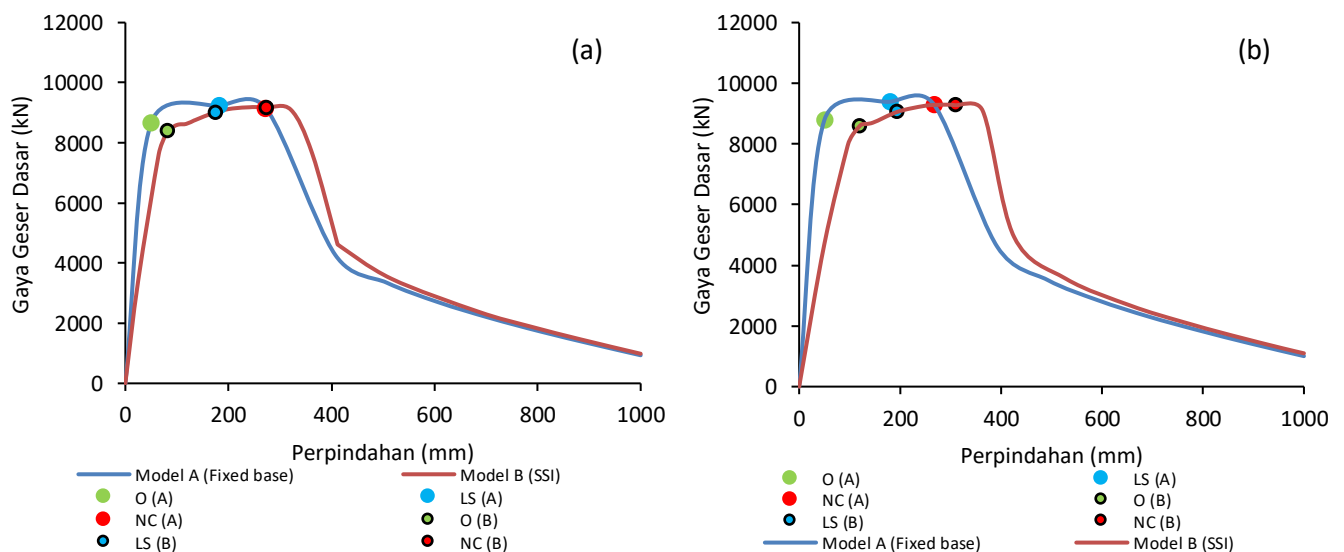 (a)
Gaya Geser Dasar (kN)
12000
10000
8000
6000
4000
2000
0
0 200 400 600 800 1000
Perpindahan (mm)
Model A (Fixed base) Model B (SSI)
O (A) LS (A)
NC (A) O (B)
LS (B) NC (B)
(b)
Gaya Geser Dasar (kN)
12000
10000
8000
6000
4000
2000
0
0 200 400 600 800 1000
Perpindahan (mm)
O (A) LS (A)
NC (A) O (B)
LS (B) NC (B)
Model A (Fixed base) Model B (SSI)